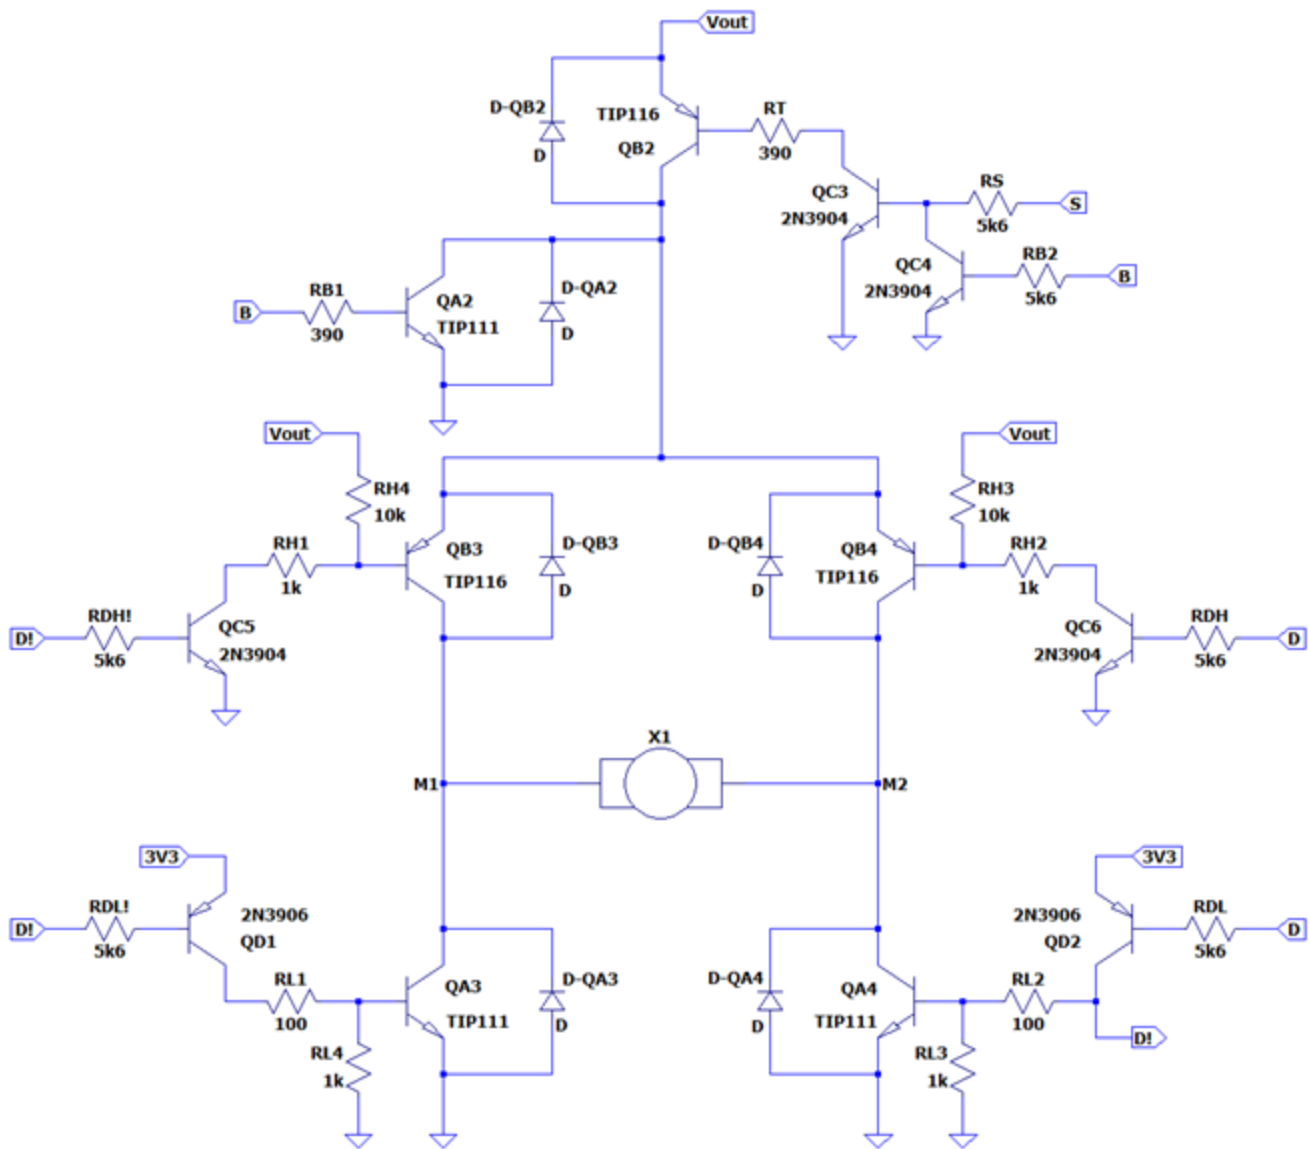 Vout
D-QB2
D
TIP116
QB2
RT
390
QC3
2N3904
RS
5k6
S
QC4
2N3904
RB2
5k6
B
B
RB1
390
QA2
TIP111
D-QA2
D
Vout
RH4
10k
RH1
1k
QB3
TIP116
D-QB3
D
D!
RDH!
5k6
QC5
2N3904
Vout
RH3
10k
D-QB4
D
QB4
TIP116
RH2
1k
QC6
2N3904
RDH
5k6
D
X1
M1
M2
3V3
D!
RDL!
5k6
2N3906
QD1
RL1
100
RL4
1k
QA3
TIP111
D-QA3
D
3V3
2N3906
QD2
RDL
5k6
D
D-QA4
D
QA4
TIP111
RL2
100
RL3
1k
D!